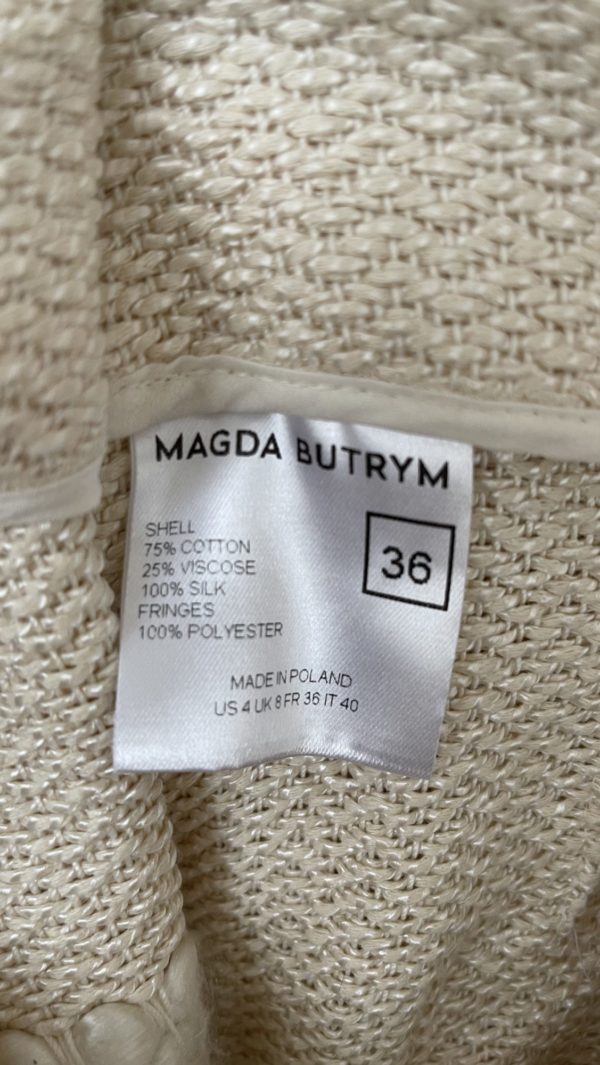 MAGDA BUTRYM
SHELL
75% COTTON
25% VISCOSE
100% SILK
FRINGES
100% POLYESTER
36
MADE IN POLAND
US 4 UK 8 FR 36 IT 40